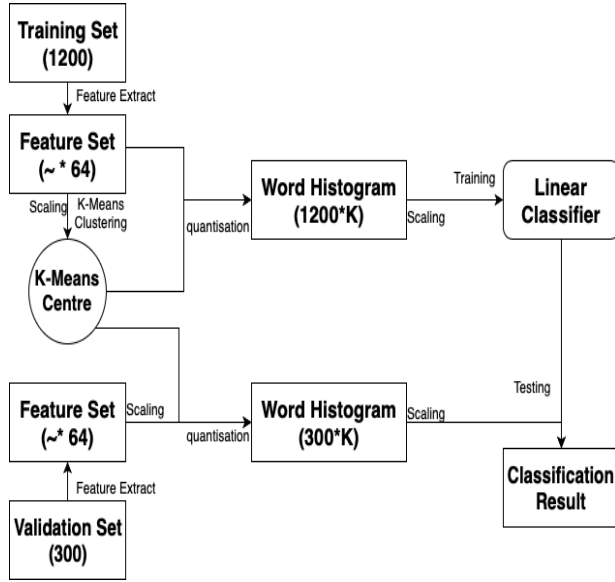 Training Set
(1200)
Feature Extract
Feature Set
(~ * 64)
Scaling
K-Means
Clustering
K-Means
Centre
quantisation
Word Histogram
(1200*K)
Training
Scaling
Linear
Classifier
Testing
Feature Set
(~* 64)
Scaling
quantisation
Word Histogram
(300*K)
Scaling
Classification
Result
Feature Extract
Validation Set
(300)